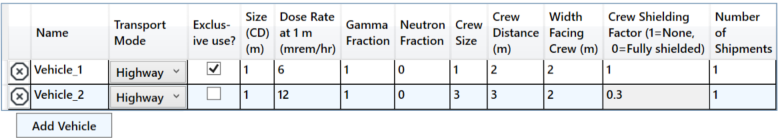 Name
Transport
Mode
Exclus-
ive use?
Size
(CD)
(m)
Dose Rate
at 1 m
(mrem/hr)
Gamma
Fraction
Neutron
Fraction
Crew
Size
Crew
Distance
(m)
Width
Facing
Crew (m)
Crew Shielding
Factor (1=None,
0=Fully shielded)
Number
of
Shipments
Vehicle_1 Highway 1 6 1 0 1 2 2 1 1
Vehicle_2 Highway 1 12 1 0 3 3 2 0.3 1
Add Vehicle